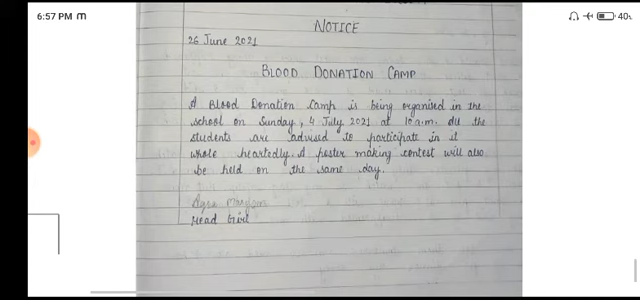 6:57 PM M
40%
NOTICE
26 June 2021
BLOOD DONATION CAMP
A Blood Donation Camp is being organised in the
school on Sunday, 4 July 2021 at 10 a.m. All the
students are advised to participate in it
whole heartedly. A poster making contest will also
be held on the same day.
Head Girl